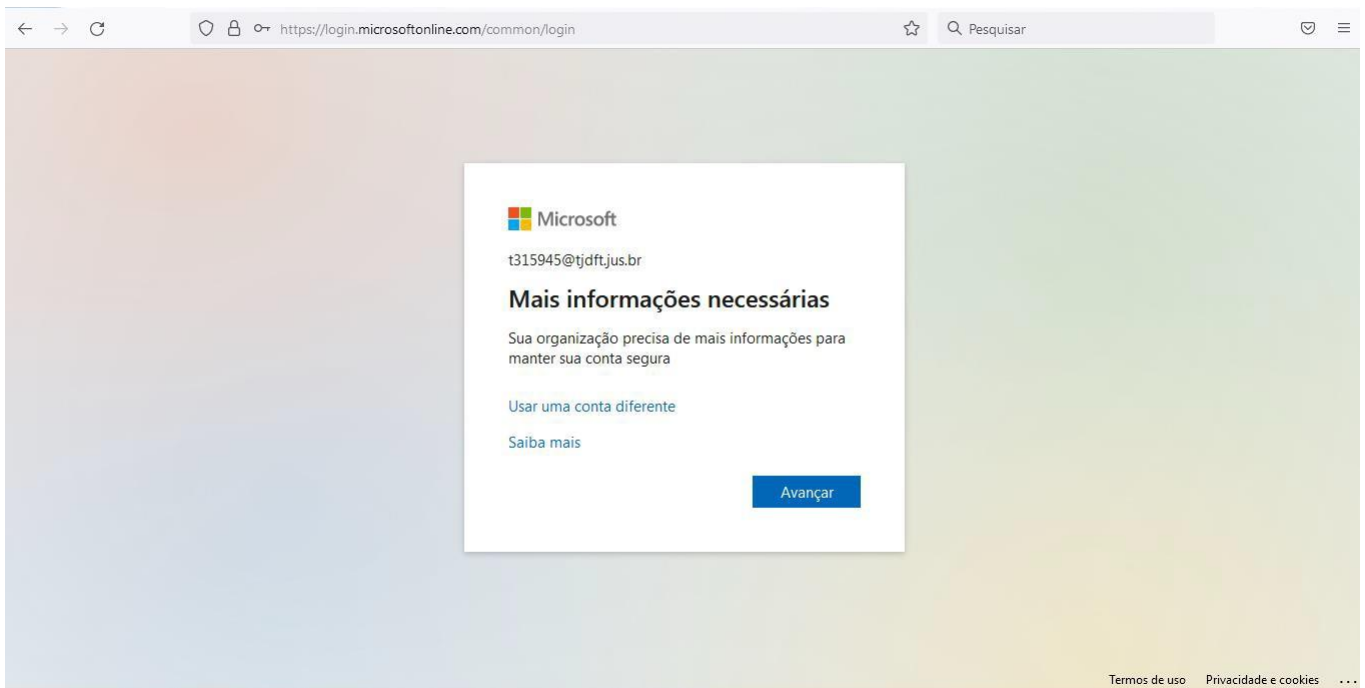 https://login.microsoftonline.com/common/login
Pesquisar
Microsoft
t315945@tjdft.jus.br
Mais informações necessárias
Sua organização precisa de mais informações para
manter sua conta segura
Usar uma conta diferente
Saiba mais
Avançar
Termos de uso Privacidade e cookies ...